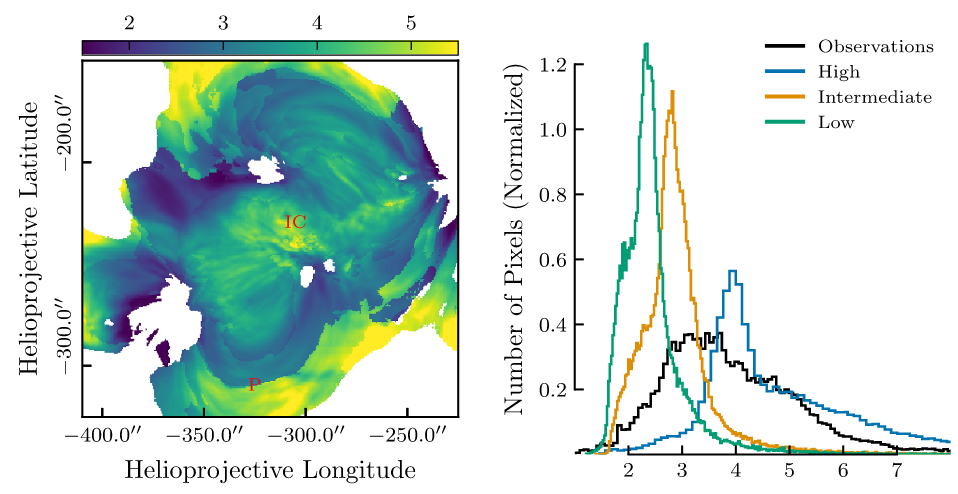 2 3 4 5
Helioprojective Latitude
−200.0″
−300.0″
IC
P
−400.0″ −350.0″ −300.0″ −250.0″
Helioprojective Longitude
Number of Pixels (Normalized)
1.2
1.0
0.8
0.6
0.4
0.2
Observations
High
Intermediate
Low
2 3 4 5 6 7